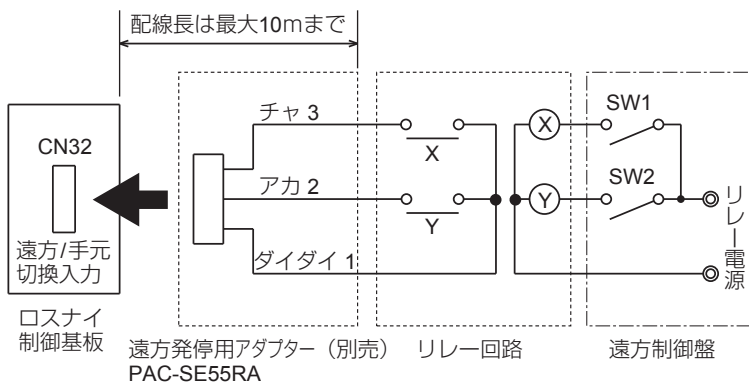 配線長は最大10mまで
CN32
遠方/手元
切換入力
ロスナイ
制御基板
チャ 3
アカ 2
ダイダイ 1
遠方発停用アダプター（別売）
PAC-SE55RA
X
Y
リレー回路
X
Y
SW1
SW2
遠方制御盤
リレー電源